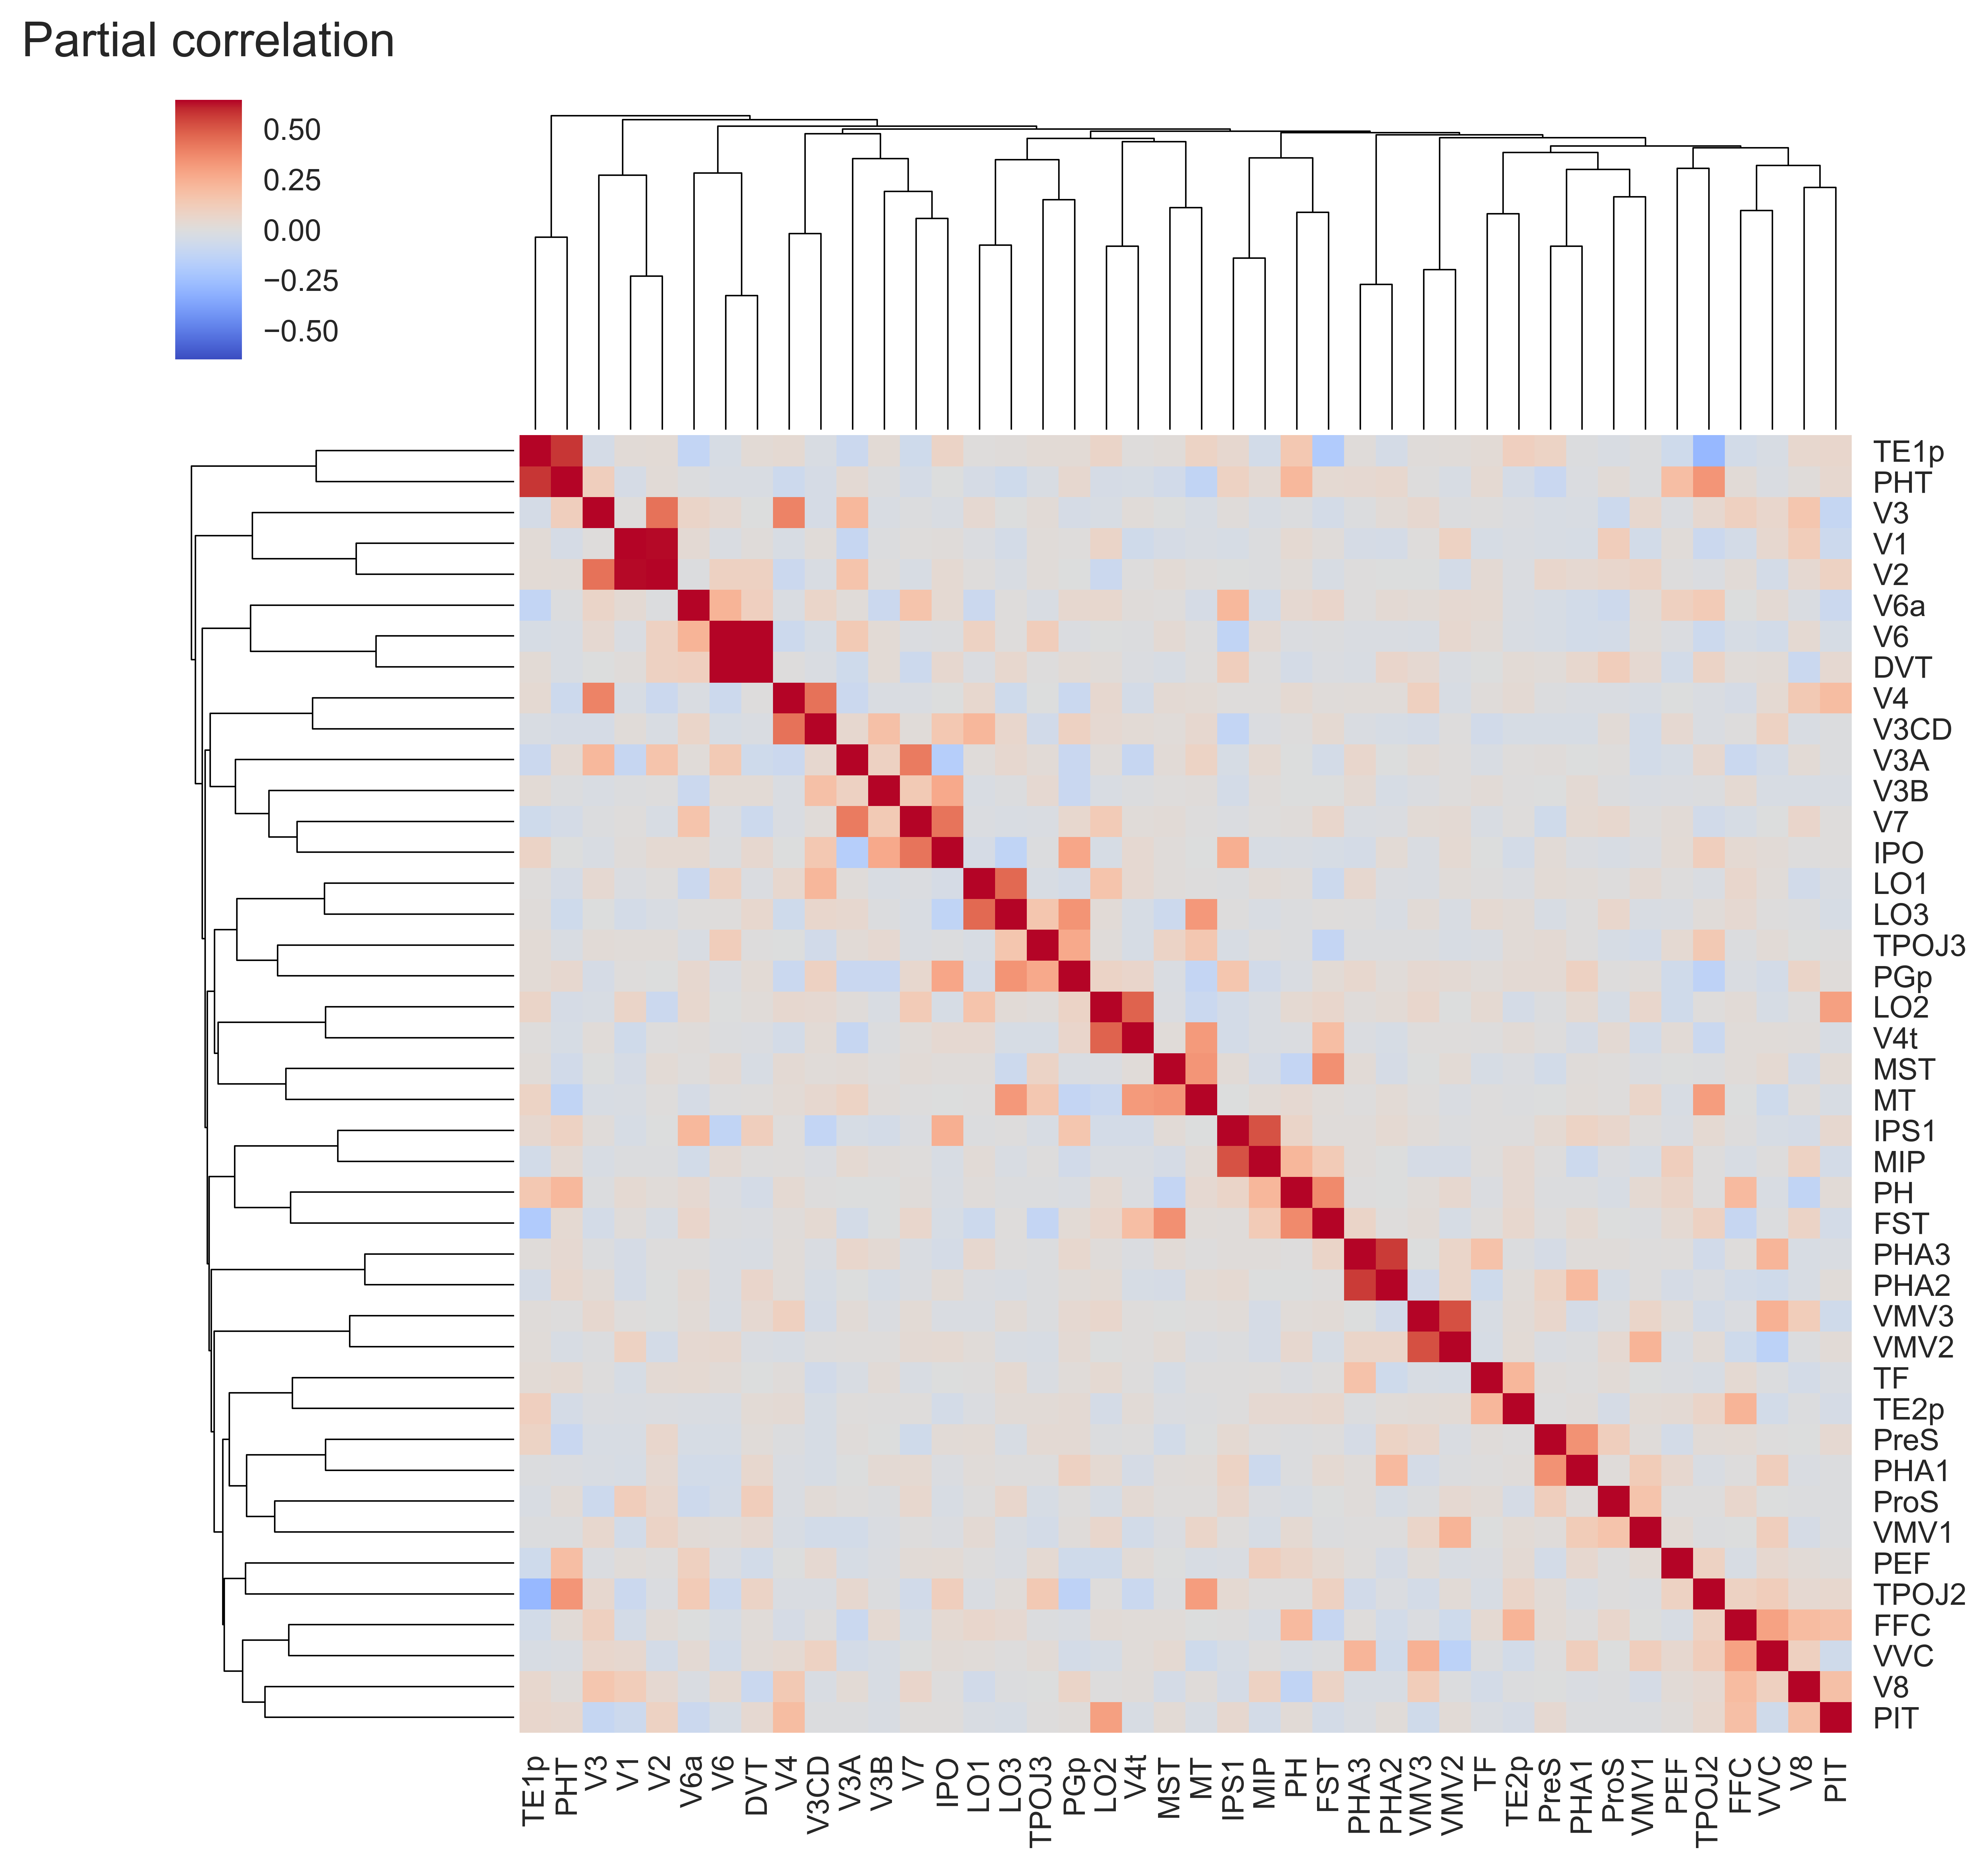 Partial correlation
0.50
0.25
0.00
−0.25
−0.50
TE1p
PHT
V3
V1
V2
V6a
V6
DVT
V4
V3CD
V3A
V3B
V7
IPO
LO1
LO3
TPOJ3
PGp
LO2
V4t
MST
MT
IPS1
MIP
PH
FST
PHA3
PHA2
VMV3
VMV2
TF
TE2p
PreS
PHA1
ProS
VMV1
PEF
TPOJ2
FFC
VVC
V8
PIT
TE1p
PHT
V3
V1
V2
V6a
V6
DVT
V4
V3CD
V3A
V3B
V7
IPO
LO1
LO3
TPOJ3
PGp
LO2
V4t
MST
MT
IPS1
MIP
PH
FST
PHA3
PHA2
VMV3
VMV2
TF
TE2p
PreS
PHA1
ProS
VMV1
PEF
TPOJ2
FFC
VVC
V8
PIT